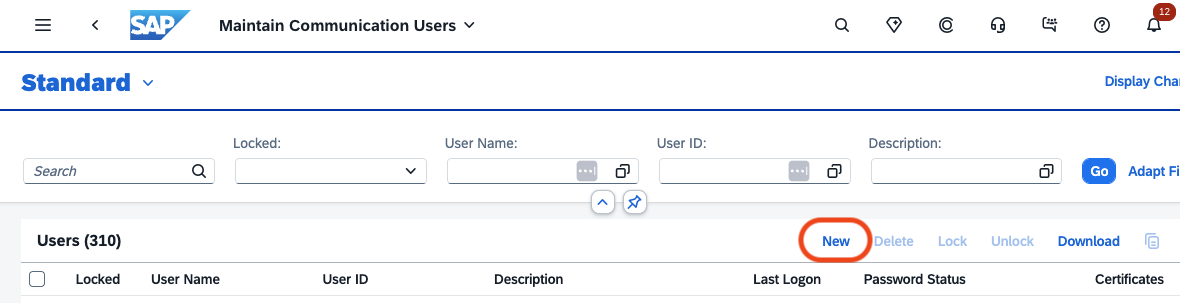 SAP Maintain Communication Users 12
Standard Display Cha
Locked: User Name: User ID: Description:
Search Go Adapt Fi
Users (310) New Delete Lock Unlock Download
Locked User Name User ID Description Last Logon Password Status Certificates